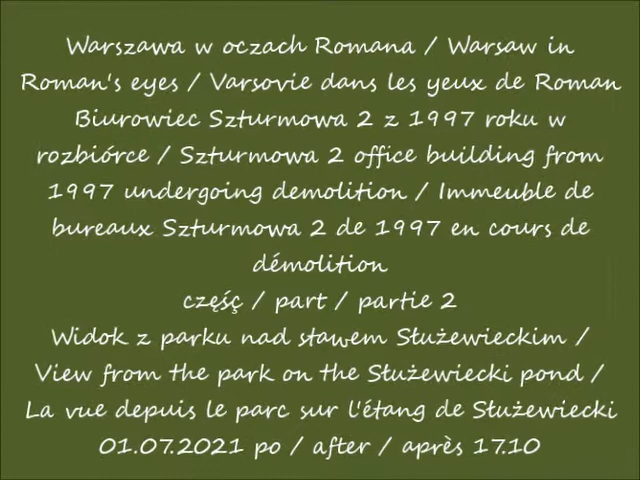 Warszawa w oczach Romana / Warsaw in
Roman's eyes / Varsovie dans les yeux de Roman
Biurowiec Szturmowa 2 z 1997 roku w
rozbiórce / Szturmowa 2 office building from
1997 undergoing demolition / Immeuble de
bureaux Szturmowa 2 de 1997 en cours de
démolition
częśç / part / partie 2
Widok z parku nad stawem Służewieckim /
View from the park on the Służewiecki pond /
La vue depuis le parc sur l'étang de Służewiecki
01.07.2021 po / after / après 17.10